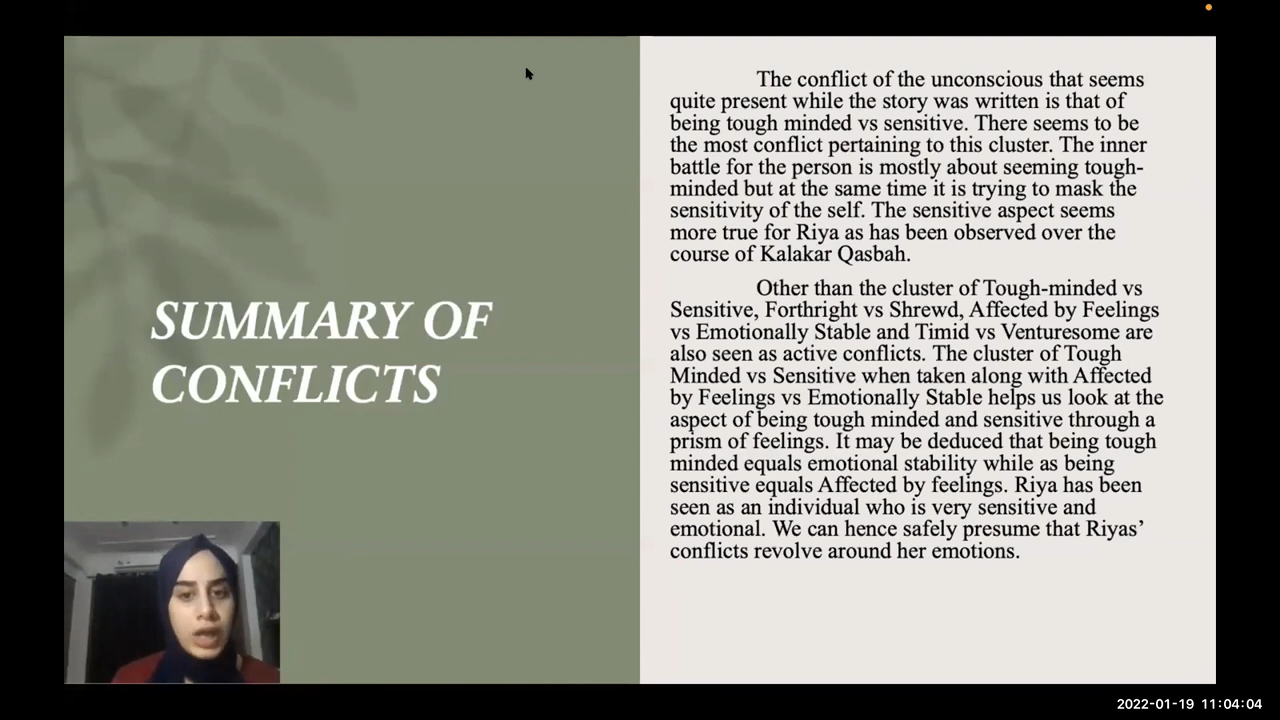 SUMMARY OF
CONFLICTS
The conflict of the unconscious that seems
quite present while the story was written is that of
being tough minded vs sensitive. There seems to be
the most conflict pertaining to this cluster. The inner
battle for the person is mostly about seeming tough-
minded but at the same time it is trying to mask the
sensitivity of the self. The sensitive aspect seems
more true for Riya as has been observed over the
course of Kalakar Qasbah.
Other than the cluster of Tough-minded vs
Sensitive, Forthright vs Shrewd, Affected by Feelings
vs Emotionally Stable and Timid vs Venturesome are
also seen as active conflicts. The cluster of Tough
Minded vs Sensitive when taken along with Affected
by Feelings vs Emotionally Stable helps us look at the
aspect of being tough minded and sensitive through a
prism of feelings. It may be deduced that being tough
minded equals emotional stability while as being
sensitive equals Affected by feelings. Riya has been
seen as an individual who is very sensitive and
emotional. We can hence safely presume that Riyas’
conflicts revolve around her emotions.
2022-01-19 11:04:04